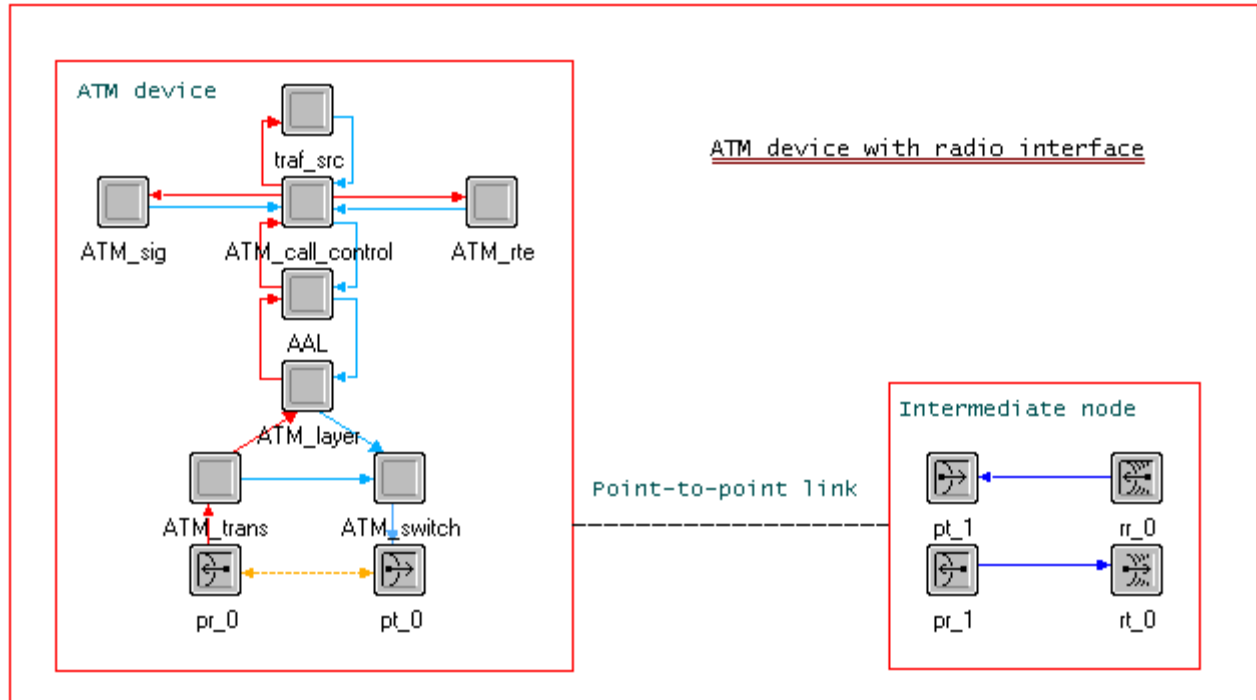 ATM device
traf_src
ATM device with radio interface
ATM_sig
ATM_call_control
ATM_rte
AAL
ATM_layer
Intermediate node
Point-to-point link
ATM_trans
ATM_switch
pt_1
rr_0
pr_0
pt_0
pr_1
rt_0